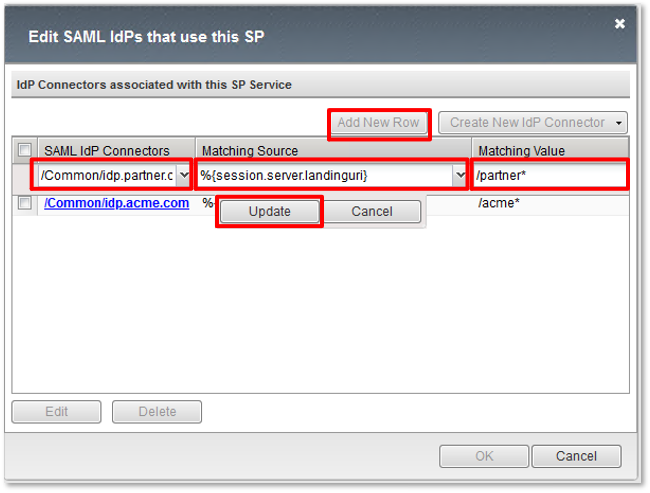 Edit SAML IdPs that use this SP
IdP Connectors associated with this SP Service
Add New Row Create New IdP Connector
SAML IdP Connectors Matching Source Matching Value
/Common/idp.partner.c %{session.server.landinguri} /partner*
/Common/idp.acme.com /acme*
Update Cancel
Edit Delete
OK Cancel